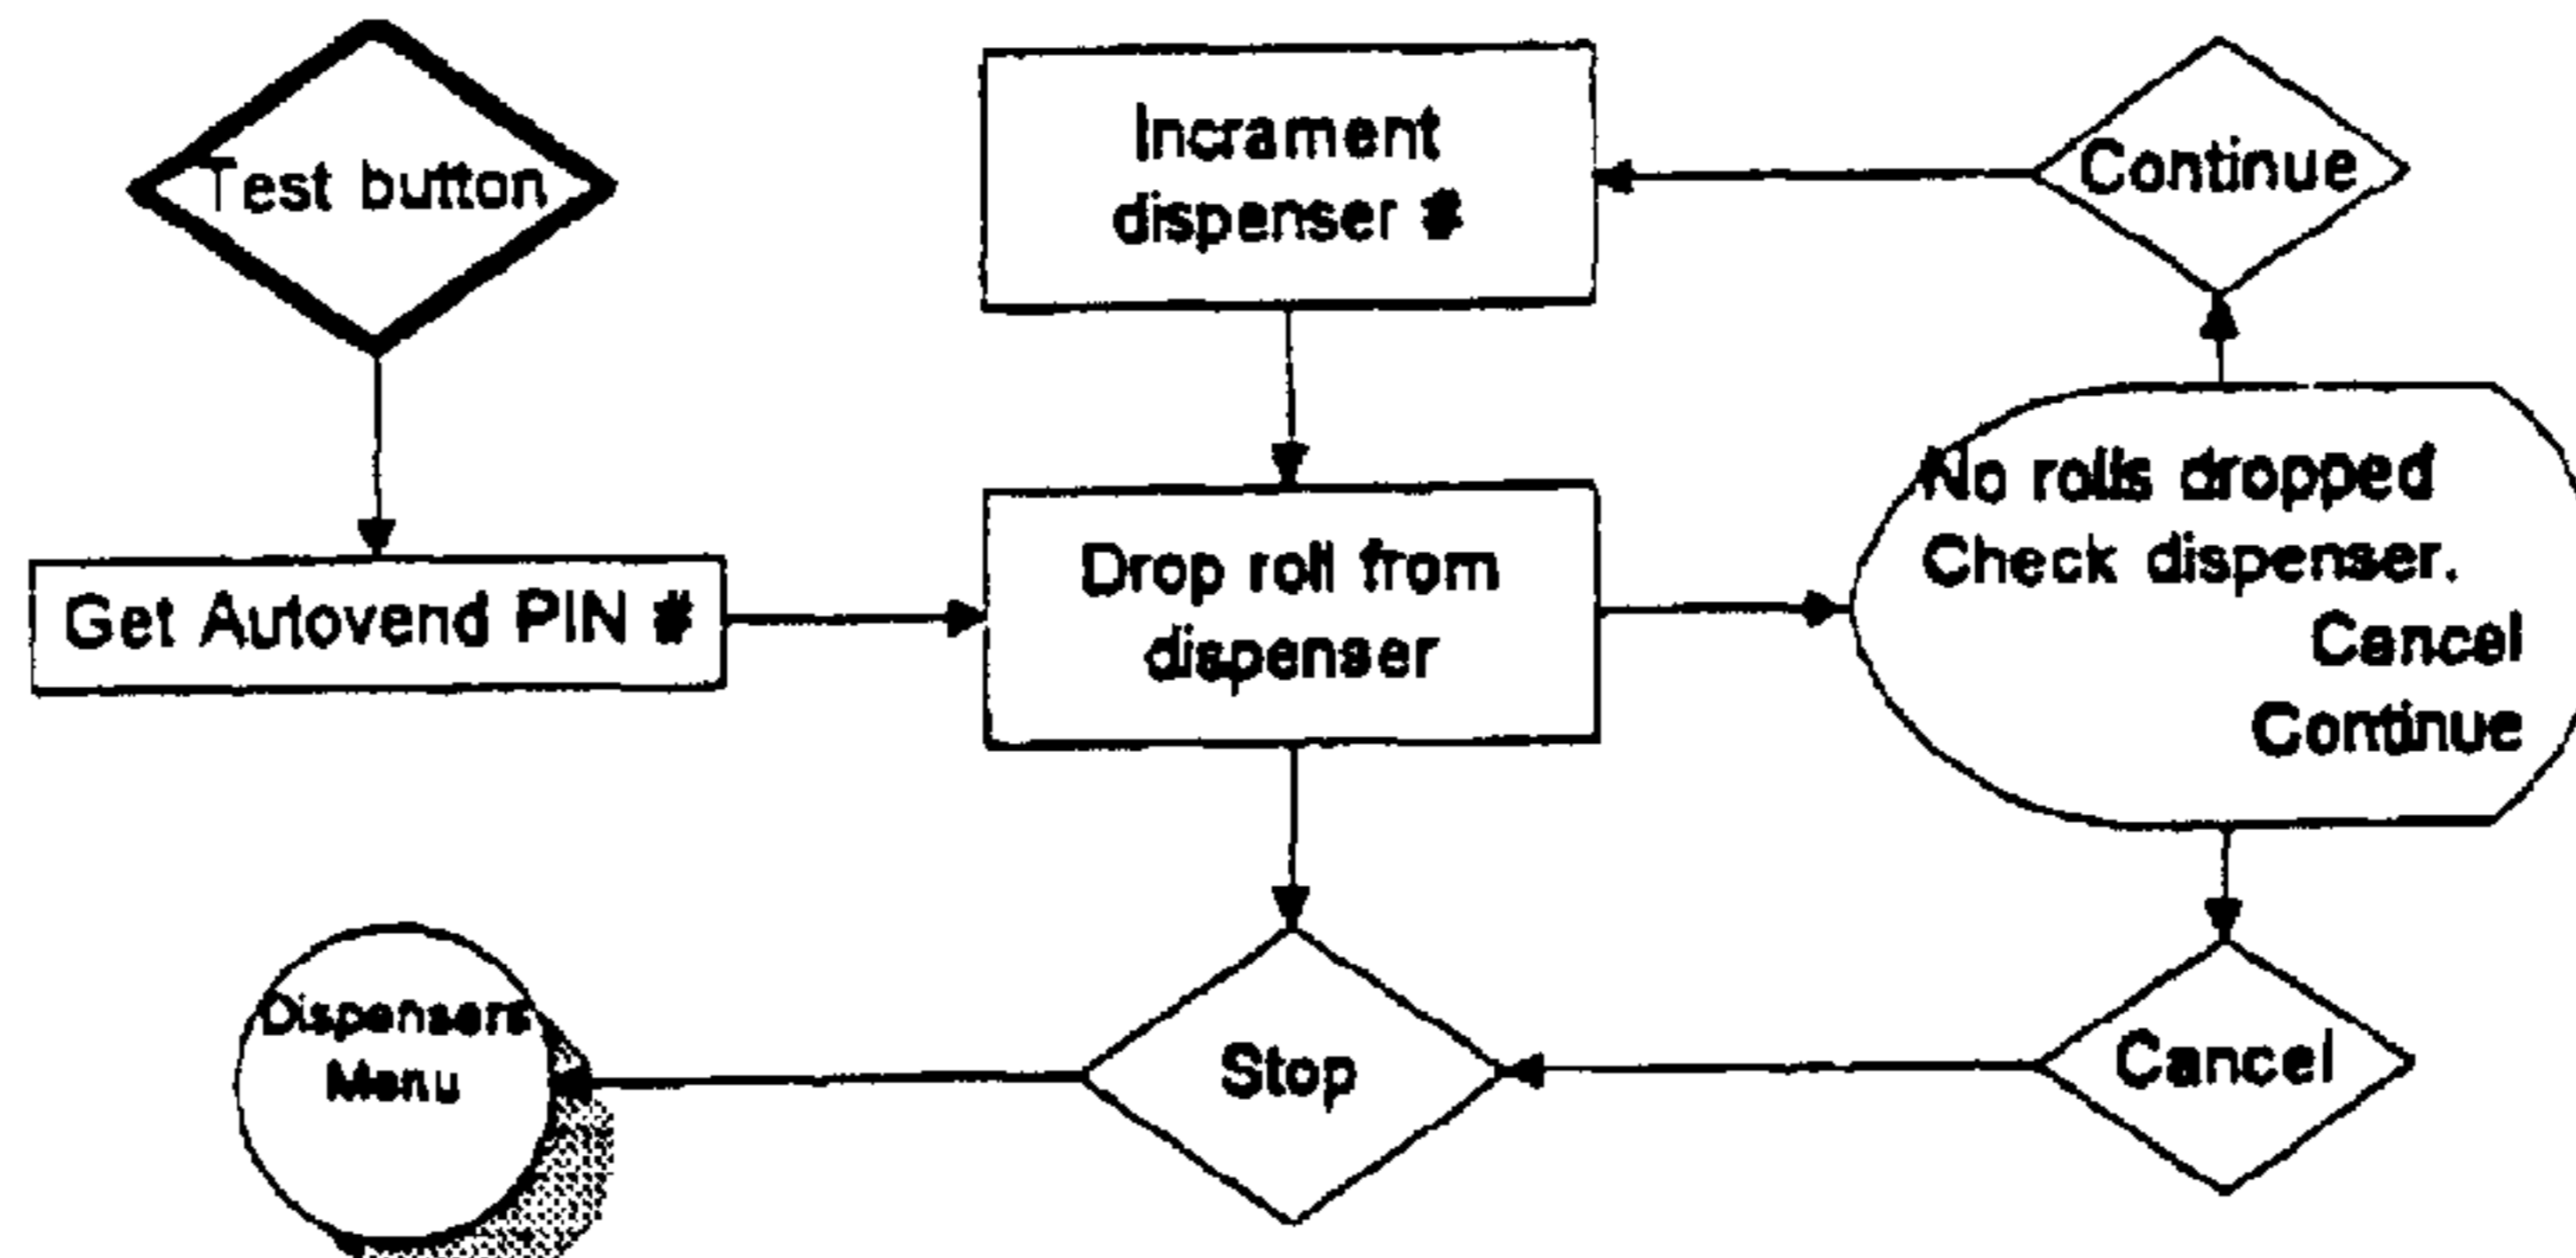 Test button
Incrament
dispenser #
Continue
Get Autovend PIN #
Drop roll from
dispenser
No rolls dropped
Check dispenser.
Cancel
Continue
Dispensers
Menu
Stop
Cancel